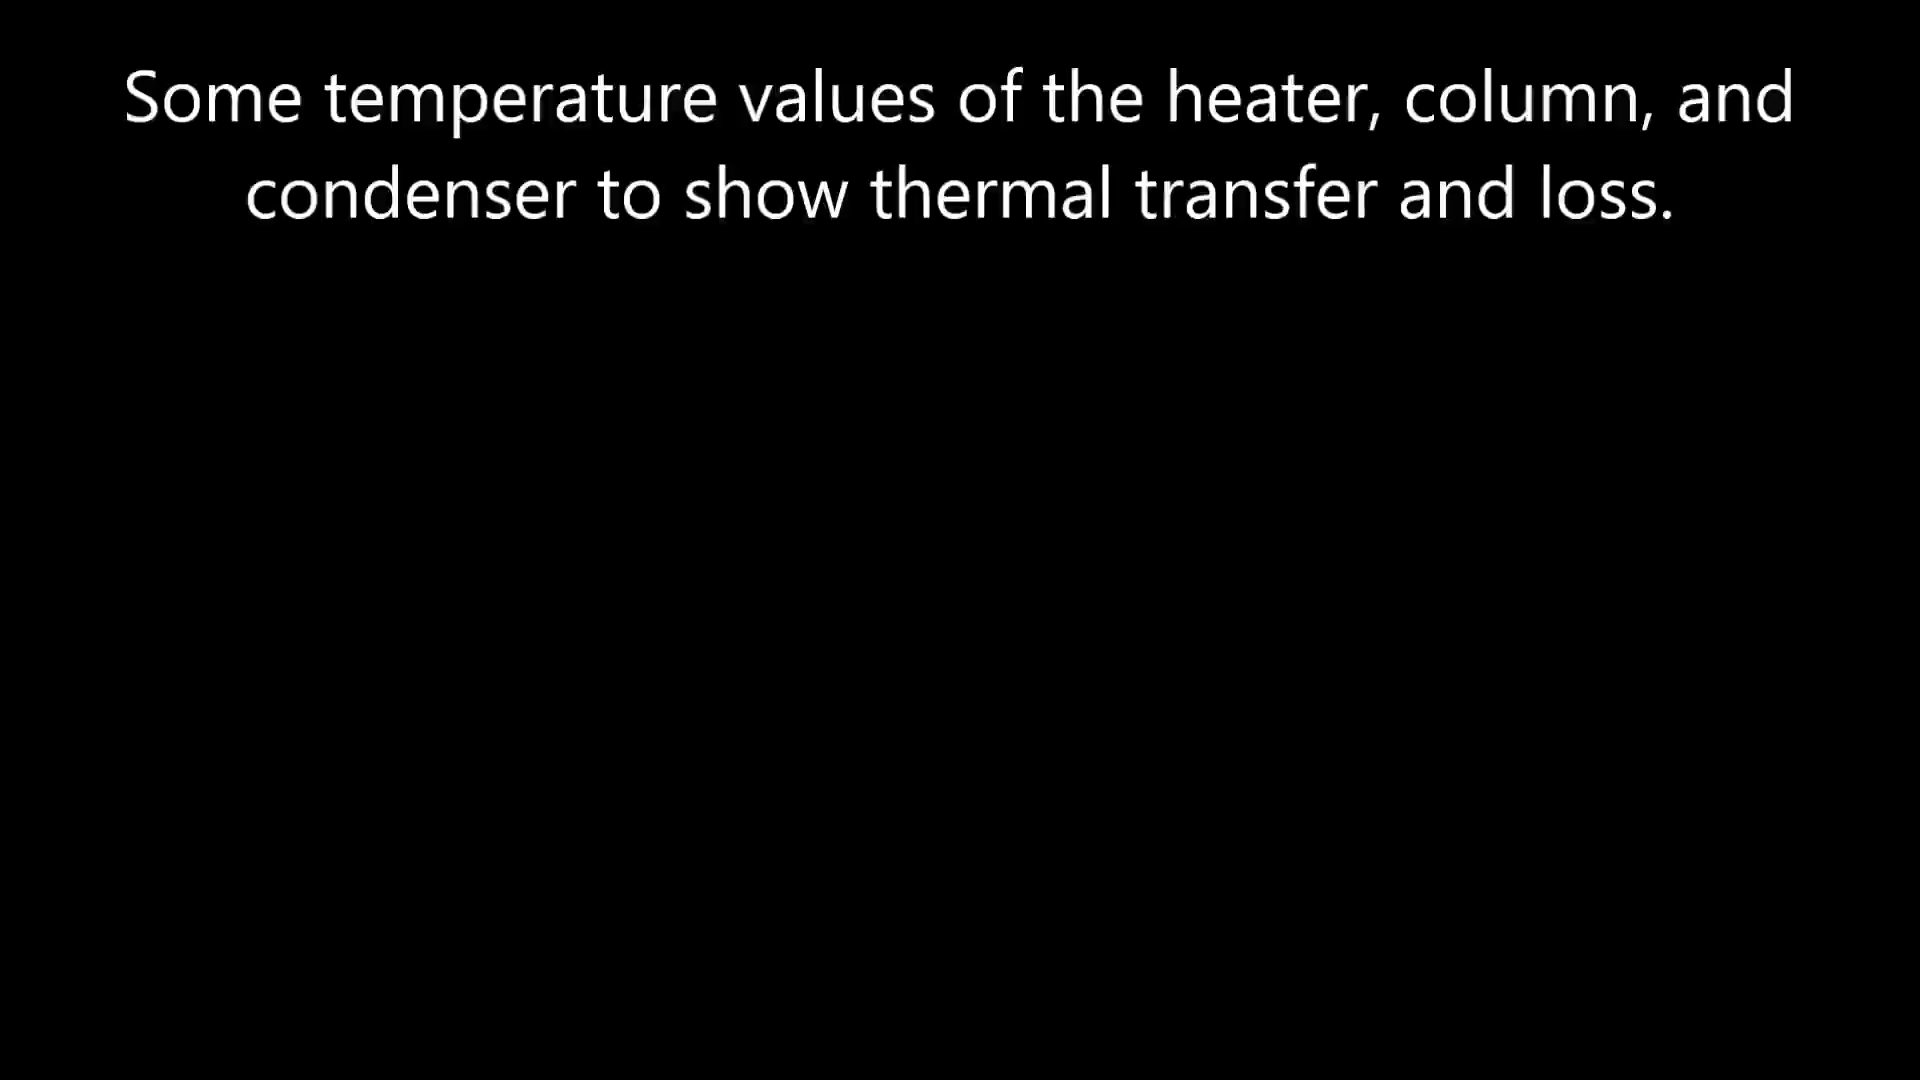 Some temperature values of the heater, column, and
condenser to show thermal transfer and loss.